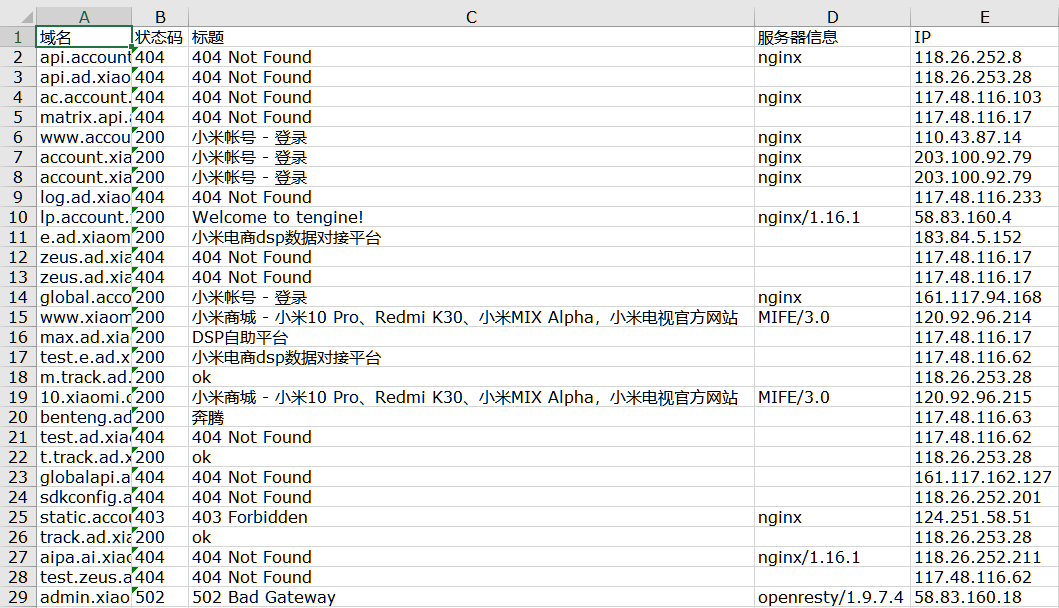 A B C D E
1 域名 状态码 标题 服务器信息 IP
2 api.account 404 404 Not Found nginx 118.26.252.8
3 api.ad.xiao 404 404 Not Found 118.26.253.28
4 ac.account. 404 404 Not Found nginx 117.48.116.103
5 matrix.api. 404 404 Not Found 117.48.116.17
6 www.accou 200 小米帐号 - 登录 nginx 110.43.87.14
7 account.xia 200 小米帐号 - 登录 nginx 203.100.92.79
8 account.xia 200 小米帐号 - 登录 nginx 203.100.92.79
9 log.ad.xiao 404 404 Not Found 117.48.116.233
10 lp.account. 200 Welcome to tengine! nginx/1.16.1 58.83.160.4
11 e.ad.xiaom 200 小米电商dsp数据对接平台 183.84.5.152
12 zeus.ad.xia 404 404 Not Found 117.48.116.17
13 zeus.ad.xia 404 404 Not Found 117.48.116.17
14 global.acco 200 小米帐号 - 登录 nginx 161.117.94.168
15 www.xiaom 200 小米商城 - 小米10 Pro、Redmi K30、小米MIX Alpha，小米电视官方网站 MIFE/3.0 120.92.96.214
16 max.ad.xia 200 DSP自助平台 117.48.116.17
17 test.e.ad.x 200 小米电商dsp数据对接平台 117.48.116.62
18 m.track.ad. 200 ok 118.26.253.28
19 10.xiaomi.c 200 小米商城 - 小米10 Pro、Redmi K30、小米MIX Alpha，小米电视官方网站 MIFE/3.0 120.92.96.215
20 benteng.ad 200 奔腾 117.48.116.63
21 test.ad.xia 404 404 Not Found 117.48.116.62
22 t.track.ad.x 200 ok 118.26.253.28
23 globalapi.a 404 404 Not Found 161.117.162.127
24 sdkconfig.a 404 404 Not Found 118.26.252.201
25 static.accou 403 403 Forbidden nginx 124.251.58.51
26 track.ad.xia 200 ok 118.26.253.28
27 aipa.ai.xiao 404 404 Not Found nginx/1.16.1 118.26.252.211
28 test.zeus.a 404 404 Not Found 117.48.116.62
29 admin.xiao 502 502 Bad Gateway openresty/1.9.7.4 58.83.160.18